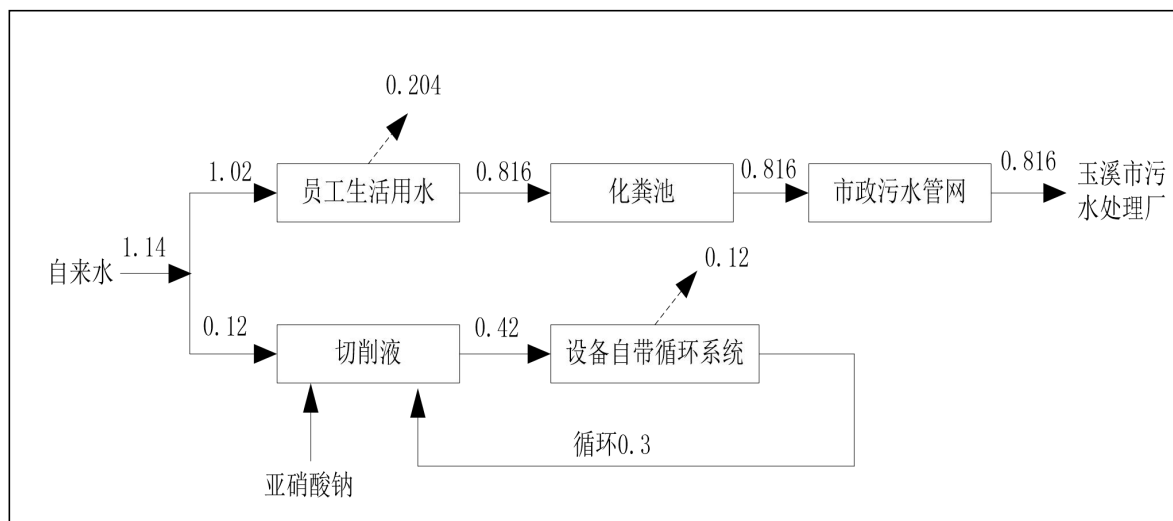 0.204
1.02
员工生活用水
0.816
化粪池
0.816
市政污水管网
0.816
玉溪市污
水处理厂
自来水
1.14
0.12
0.12
切削液
0.42
设备自带循环系统
循环0.3
亚硝酸钠